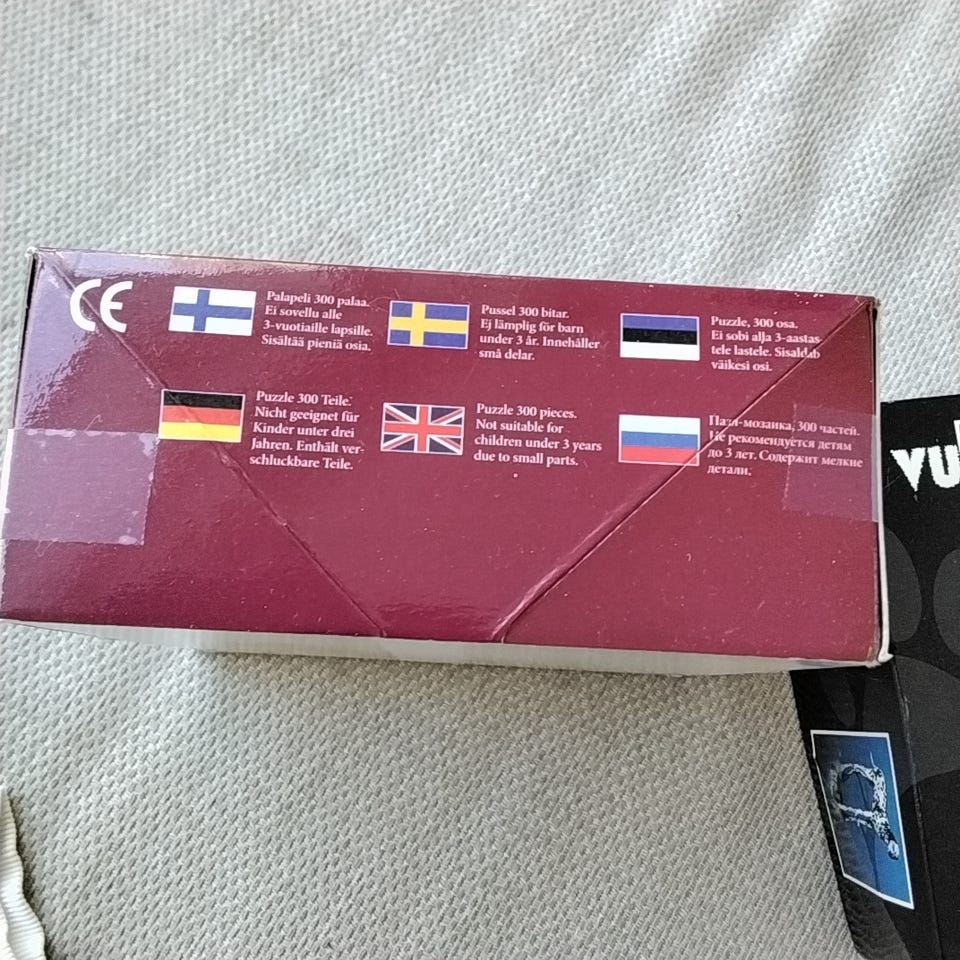 CE
Palapeli 300 palaa.
Ei sovellu alle
3-vuotiaille lapsille.
Sisältää pieniä osia.
Pussel 300 bitar.
Ej lämplig för barn
under 3 år. Innehåller
små delar.
Puzzle, 300 osa.
Ei sobi alla 3-aastas
tele lastele. Sisaldab
väikesi osi.
Puzzle 300 Teile.
Nicht geeignet für
Kinder unter drei
Jahren. Enthält ver-
schluckbare Teile.
Puzzle 300 pieces.
Not suitable for
children under 3 years
due to small parts.
Пазл-мозаика, 300 частей.
Не рекомендуется детям
до 3 лет. Содержит мелкие
детали.
VU